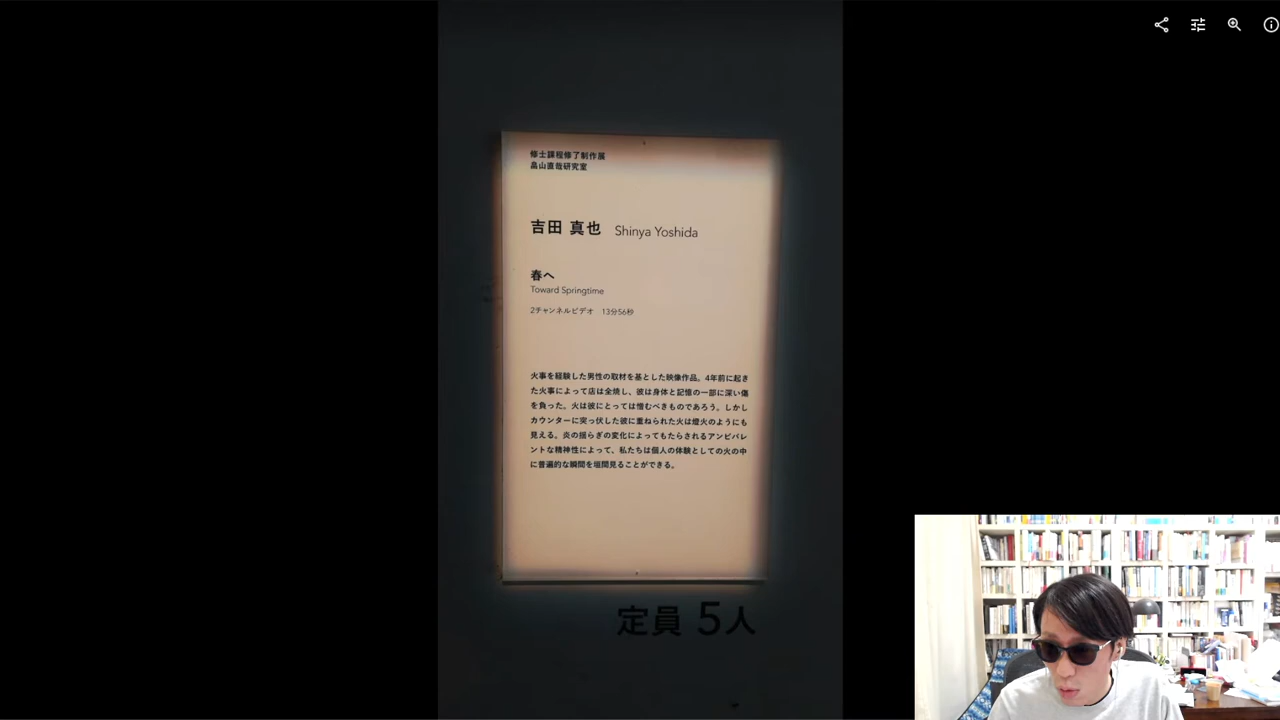 修士課程修了制作展
畠山直哉研究室
吉田 真也 Shinya Yoshida
春へ
Toward Springtime
2チャンネルビデオ 13分56秒
火事を経験した男性の取材を基とした映像作品。4年前に起き
た火事によって店は全焼し、彼は身体と記憶の一部に深い傷
を負った。火は彼にとっては憎むべきものであろう。しかし
カウンターに突っ伏した彼に重ねられた火は燈火のようにも
見える。炎の揺らぎの変化によってもたらされるアンビバレ
ントな精神性によって、私たちは個人の体験としての火の中
に普遍的な瞬間を垣間見ることができる。
定員 5人